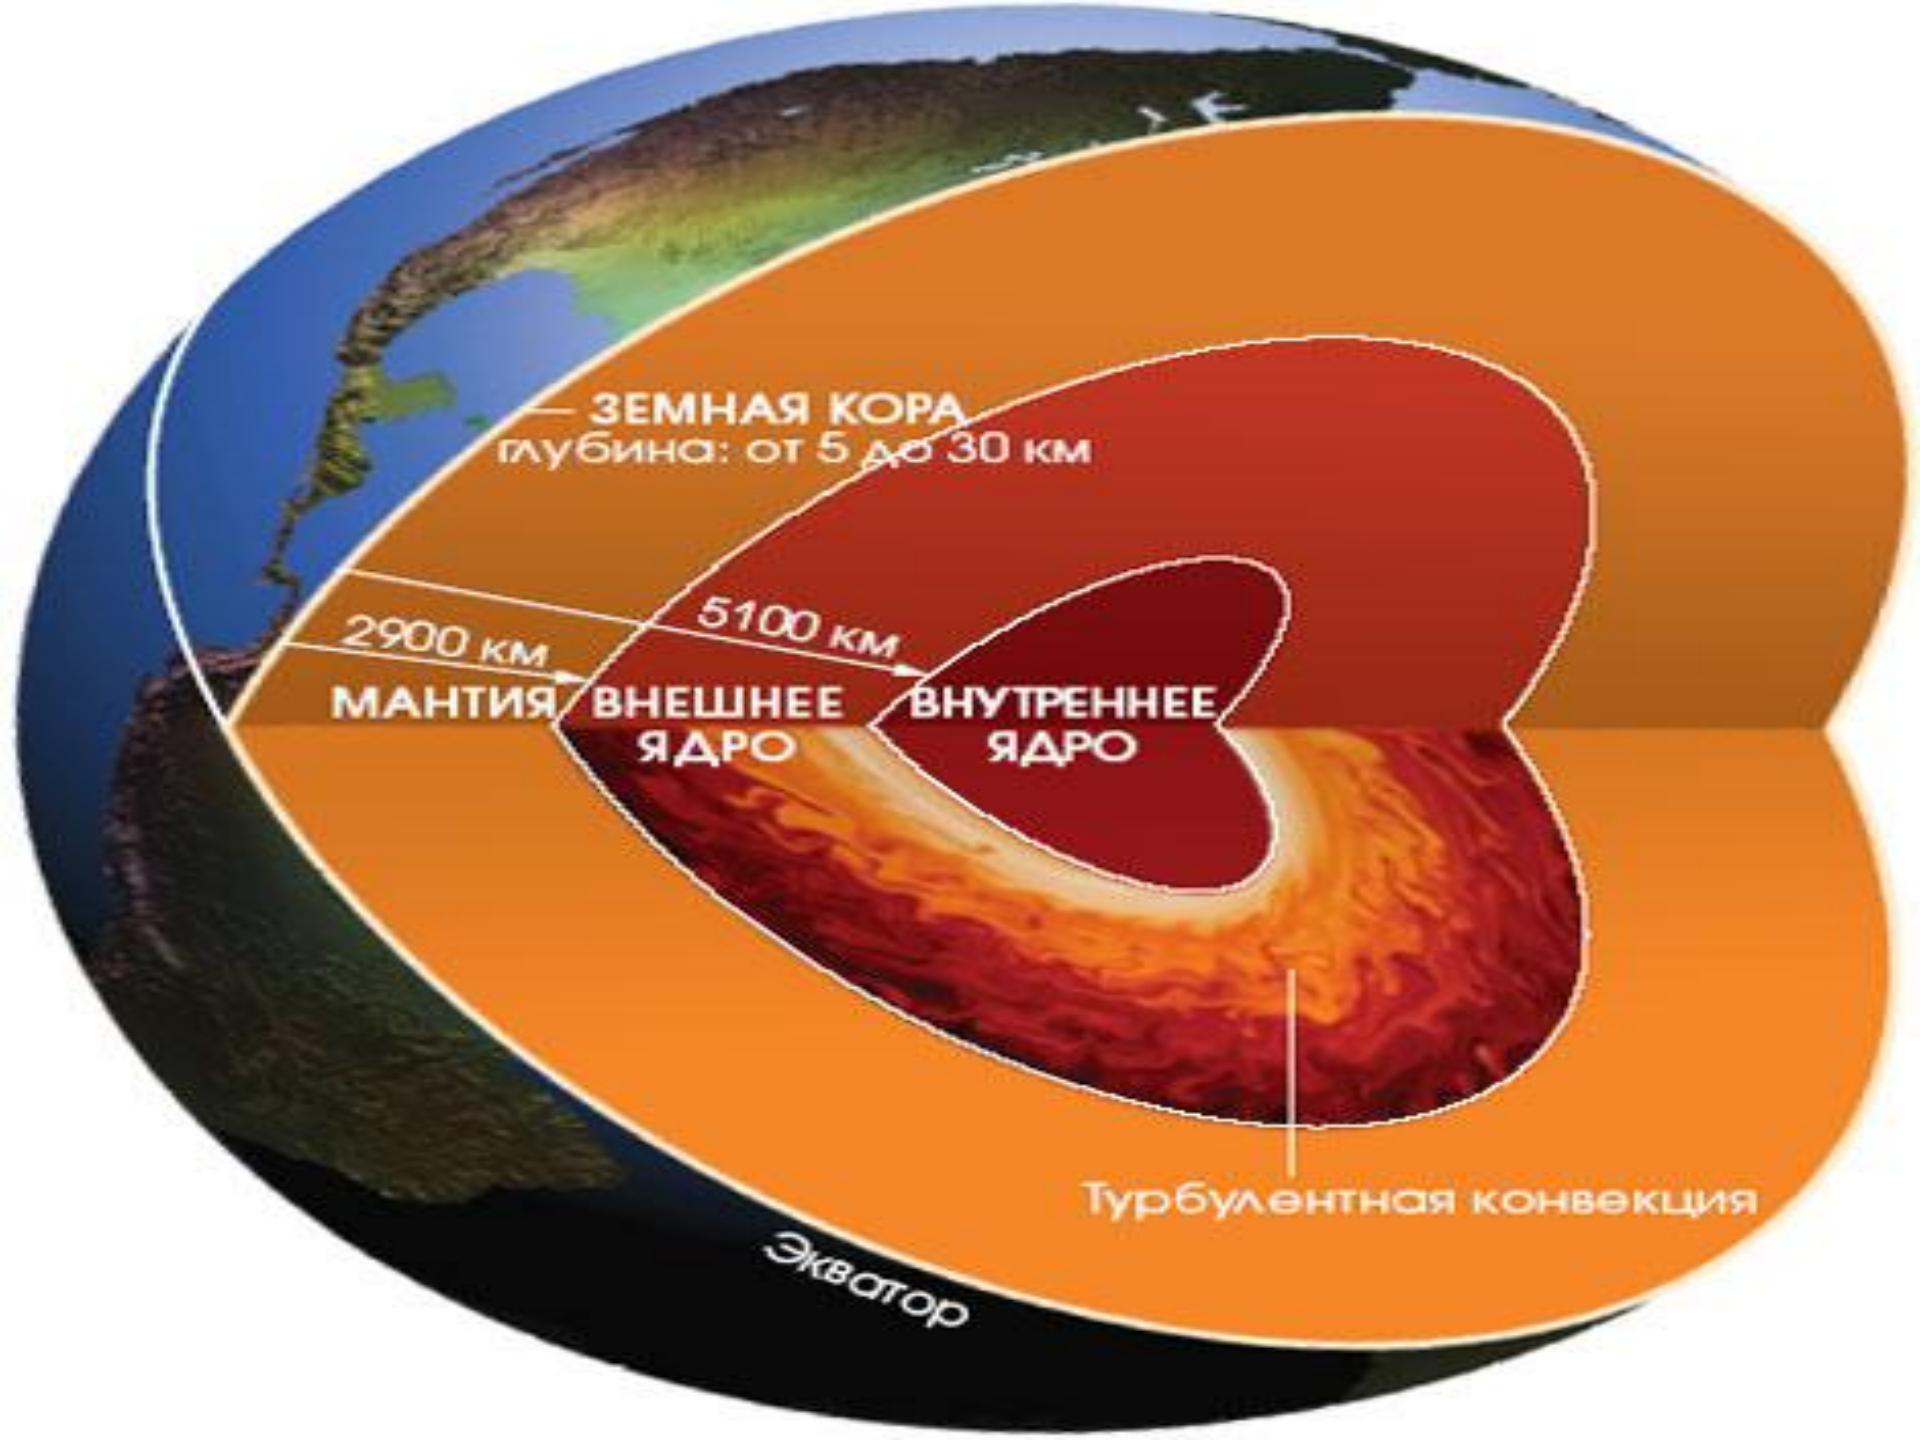 ЗЕМНАЯ КОРА
глубина: от 5 до 30 км
5100 км
2900 км
МАНТИЯ
ВНЕШНЕЕ
ЯДРО
ВНУТРЕННЕЕ
ЯДРО
Турбулентная конвекция
Экватор